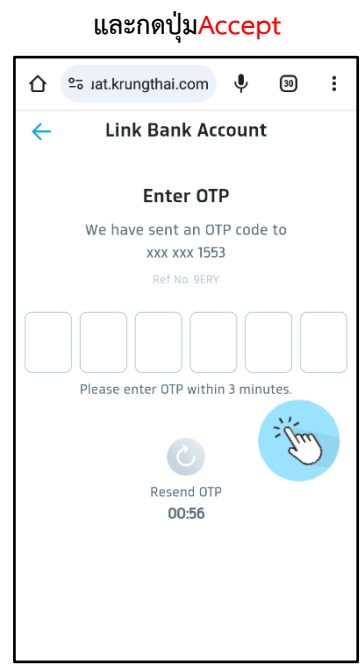 และกดปุ่มAccept
uat.krungthai.com
30
Link Bank Account
Enter OTP
We have sent an OTP code to
xxx xxx 1553
Ref No. 9ERY
Please enter OTP within 3 minutes.
Resend OTP
00:56